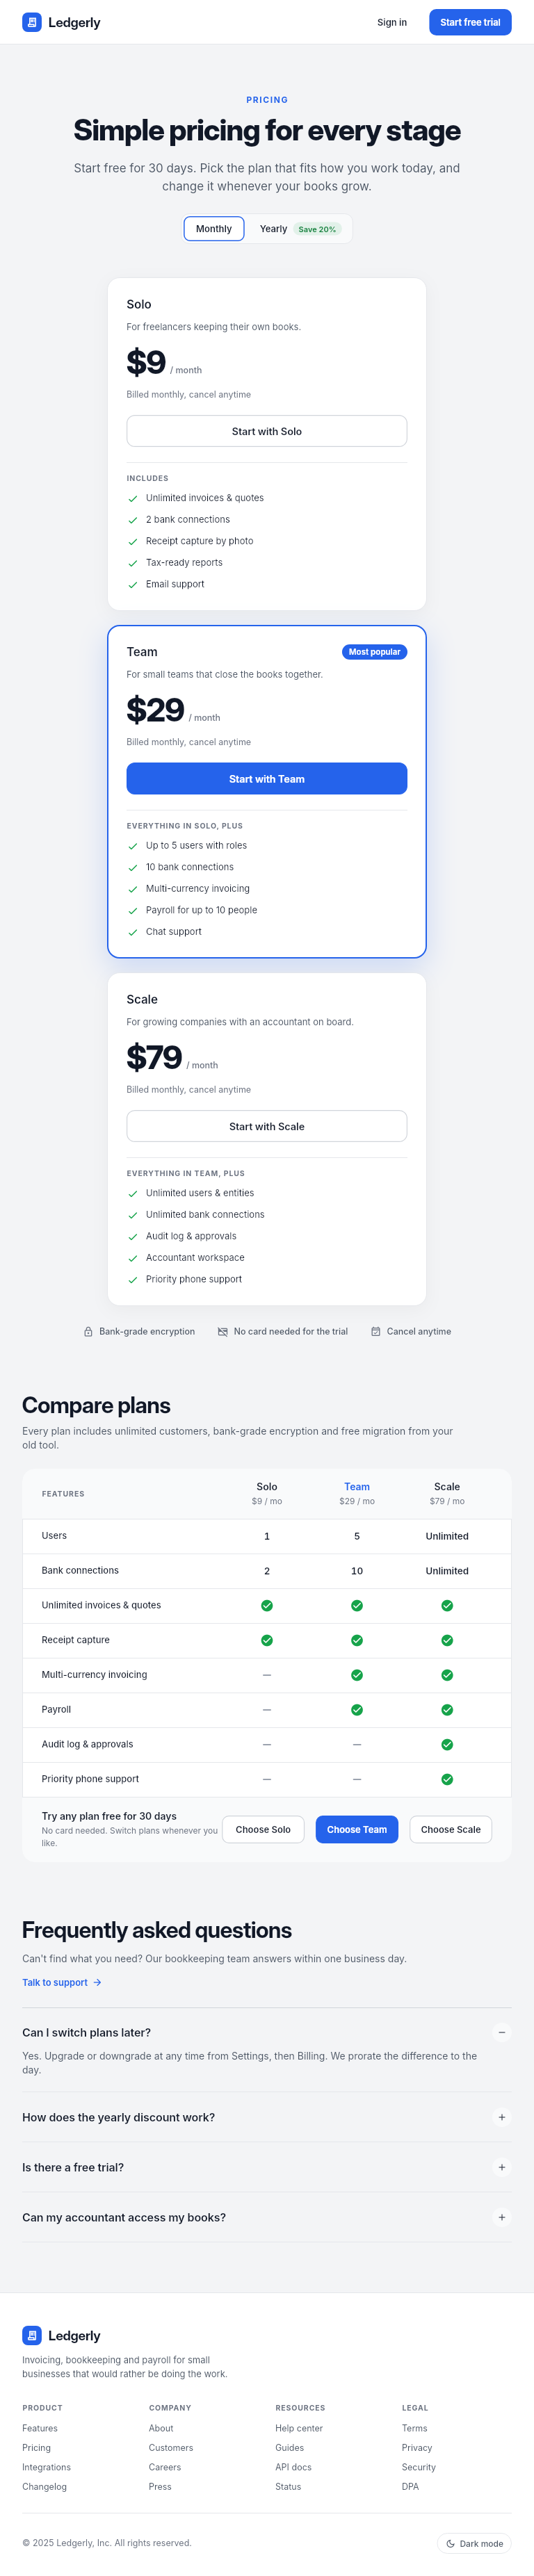 Ledgerly
Sign in
Start free trial
PRICING
Simple pricing for every stage
Start free for 30 days. Pick the plan that fits how you work today, and
change it whenever your books grow.
Monthly
Yearly
Save 20%
Solo
For freelancers keeping their own books.
$9 / month
Billed monthly, cancel anytime
Start with Solo
INCLUDES
Unlimited invoices & quotes
2 bank connections
Receipt capture by photo
Tax-ready reports
Email support
Team
Most popular
For small teams that close the books together.
$29 / month
Billed monthly, cancel anytime
Start with Team
EVERYTHING IN SOLO, PLUS
Up to 5 users with roles
10 bank connections
Multi-currency invoicing
Payroll for up to 10 people
Chat support
Scale
For growing companies with an accountant on board.
$79 / month
Billed monthly, cancel anytime
Start with Scale
EVERYTHING IN TEAM, PLUS
Unlimited users & entities
Unlimited bank connections
Audit log & approvals
Accountant workspace
Priority phone support
Bank-grade encryption
No card needed for the trial
Cancel anytime
Compare plans
Every plan includes unlimited customers, bank-grade encryption and free migration from your
old tool.
FEATURES
Solo
$9 / mo
Team
$29 / mo
Scale
$79 / mo
Users 1 5 Unlimited
Bank connections 2 10 Unlimited
Unlimited invoices & quotes
Receipt capture
Multi-currency invoicing —
Payroll —
Audit log & approvals — —
Priority phone support — —
Try any plan free for 30 days
No card needed. Switch plans whenever you
like.
Choose Solo
Choose Team
Choose Scale
Frequently asked questions
Can't find what you need? Our bookkeeping team answers within one business day.
Talk to support
Can I switch plans later?
Yes. Upgrade or downgrade at any time from Settings, then Billing. We prorate the difference to the
day.
How does the yearly discount work?
Is there a free trial?
Can my accountant access my books?
Ledgerly
Invoicing, bookkeeping and payroll for small
businesses that would rather be doing the work.
PRODUCT
Features
Pricing
Integrations
Changelog
COMPANY
About
Customers
Careers
Press
RESOURCES
Help center
Guides
API docs
Status
LEGAL
Terms
Privacy
Security
DPA
© 2025 Ledgerly, Inc. All rights reserved.
Dark mode